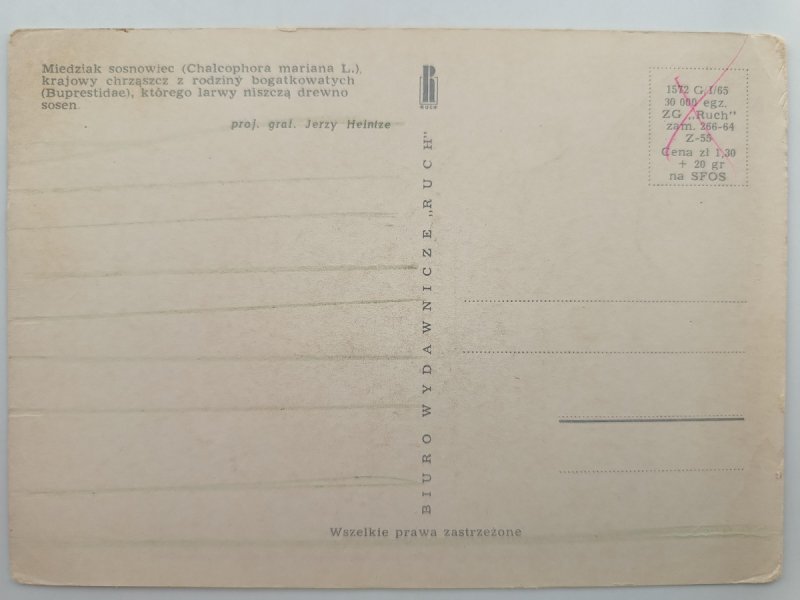 Miedziak sosnowiec (Chalcophora mariana L.),
krajowy chrząszcz z rodziny bogatkowatych
(Buprestidae), którego larwy niszczą drewno
sosen.
proj. graf. Jerzy Heintze
RUCH
1572 G I/65
30 000 egz.
ZG „Ruch"
zam. 266-64
Z-55
Cena zł 1,30
+ 20 gr
na SFOS
BIURO WYDAWNICZE „RUCH"
Wszelkie prawa zastrzeżone